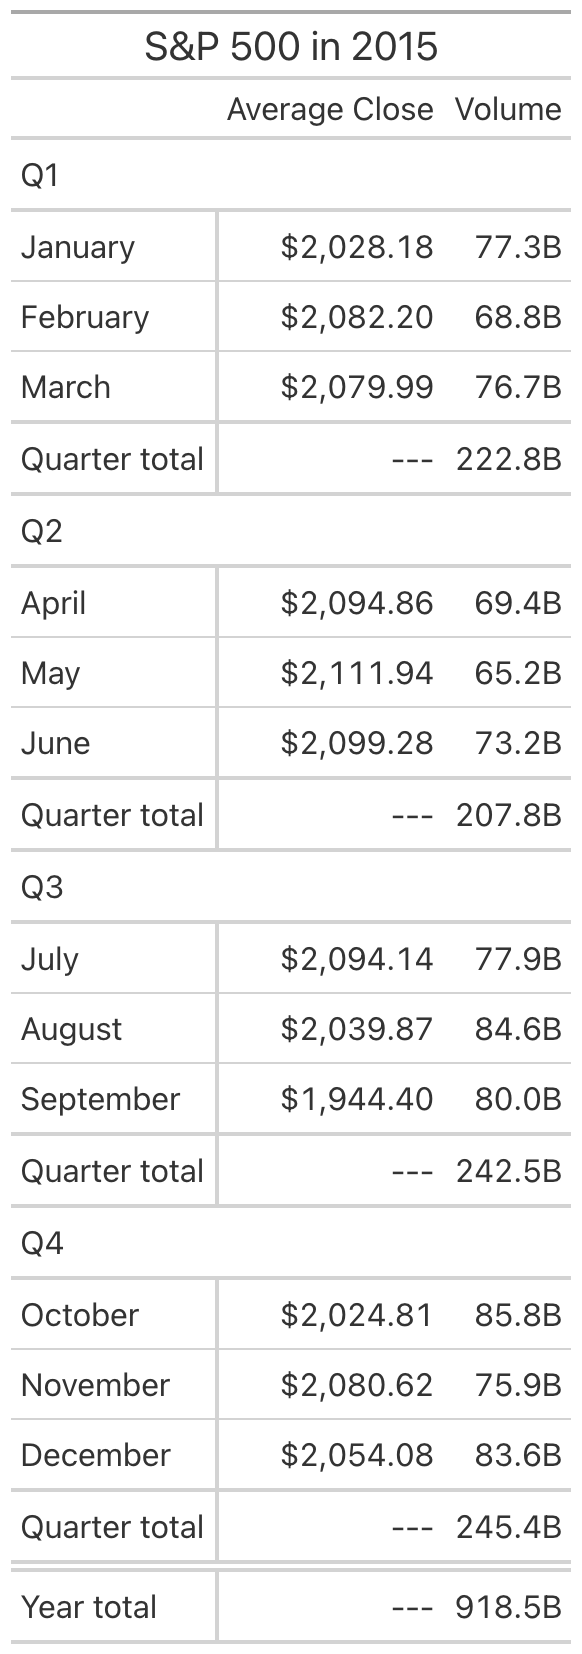 S&P 500 in 2015
Average Close Volume
Q1
January $2,028.18 77.3B
February $2,082.20 68.8B
March $2,079.99 76.7B
Quarter total --- 222.8B
Q2
April $2,094.86 69.4B
May $2,111.94 65.2B
June $2,099.28 73.2B
Quarter total --- 207.8B
Q3
July $2,094.14 77.9B
August $2,039.87 84.6B
September $1,944.40 80.0B
Quarter total --- 242.5B
Q4
October $2,024.81 85.8B
November $2,080.62 75.9B
December $2,054.08 83.6B
Quarter total --- 245.4B
Year total --- 918.5B